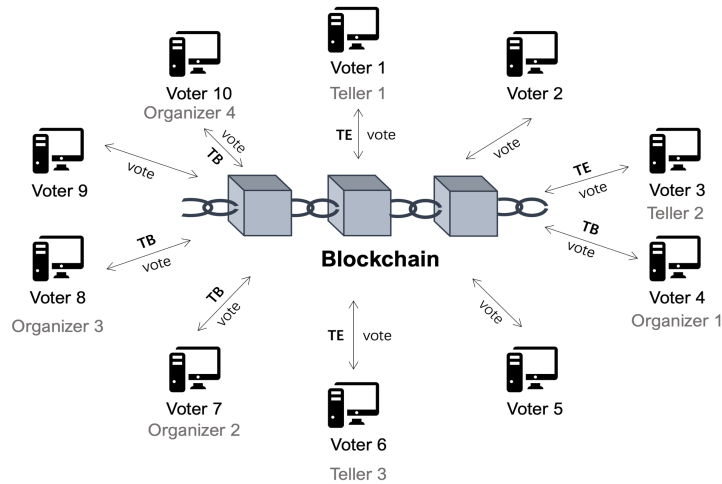 Voter 1
Teller 1
Voter 10
Organizer 4
Voter 2
vote
TB
TE vote
vote
Voter 9
vote
TE
vote
Voter 3
Teller 2
TB
vote
Voter 8
Organizer 3
Blockchain
TB
vote
Voter 4
Organizer 1
TB
vote
TE vote
vote
Voter 7
Organizer 2
Voter 6
Teller 3
Voter 5